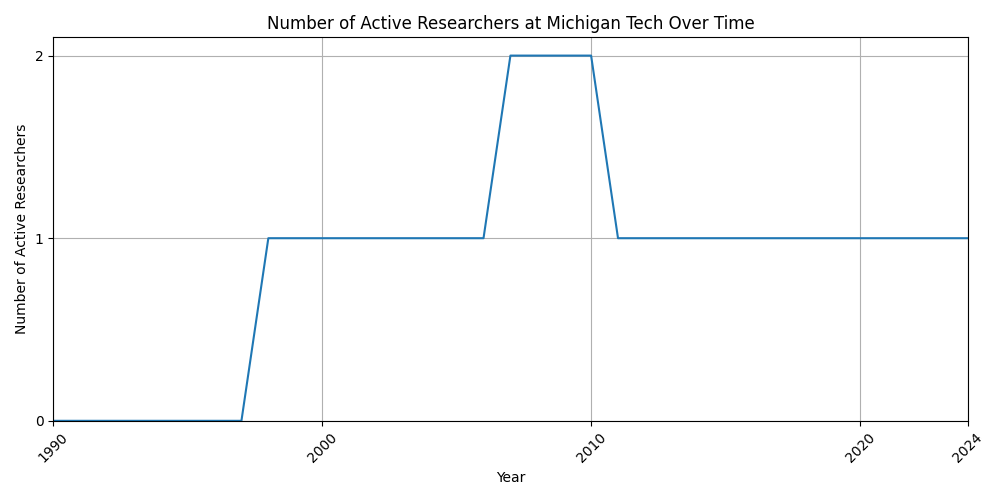 Number of Active Researchers at Michigan Tech Over Time
Number of Active Researchers
2
1
0
1990
2000
2010
2020
2024
Year